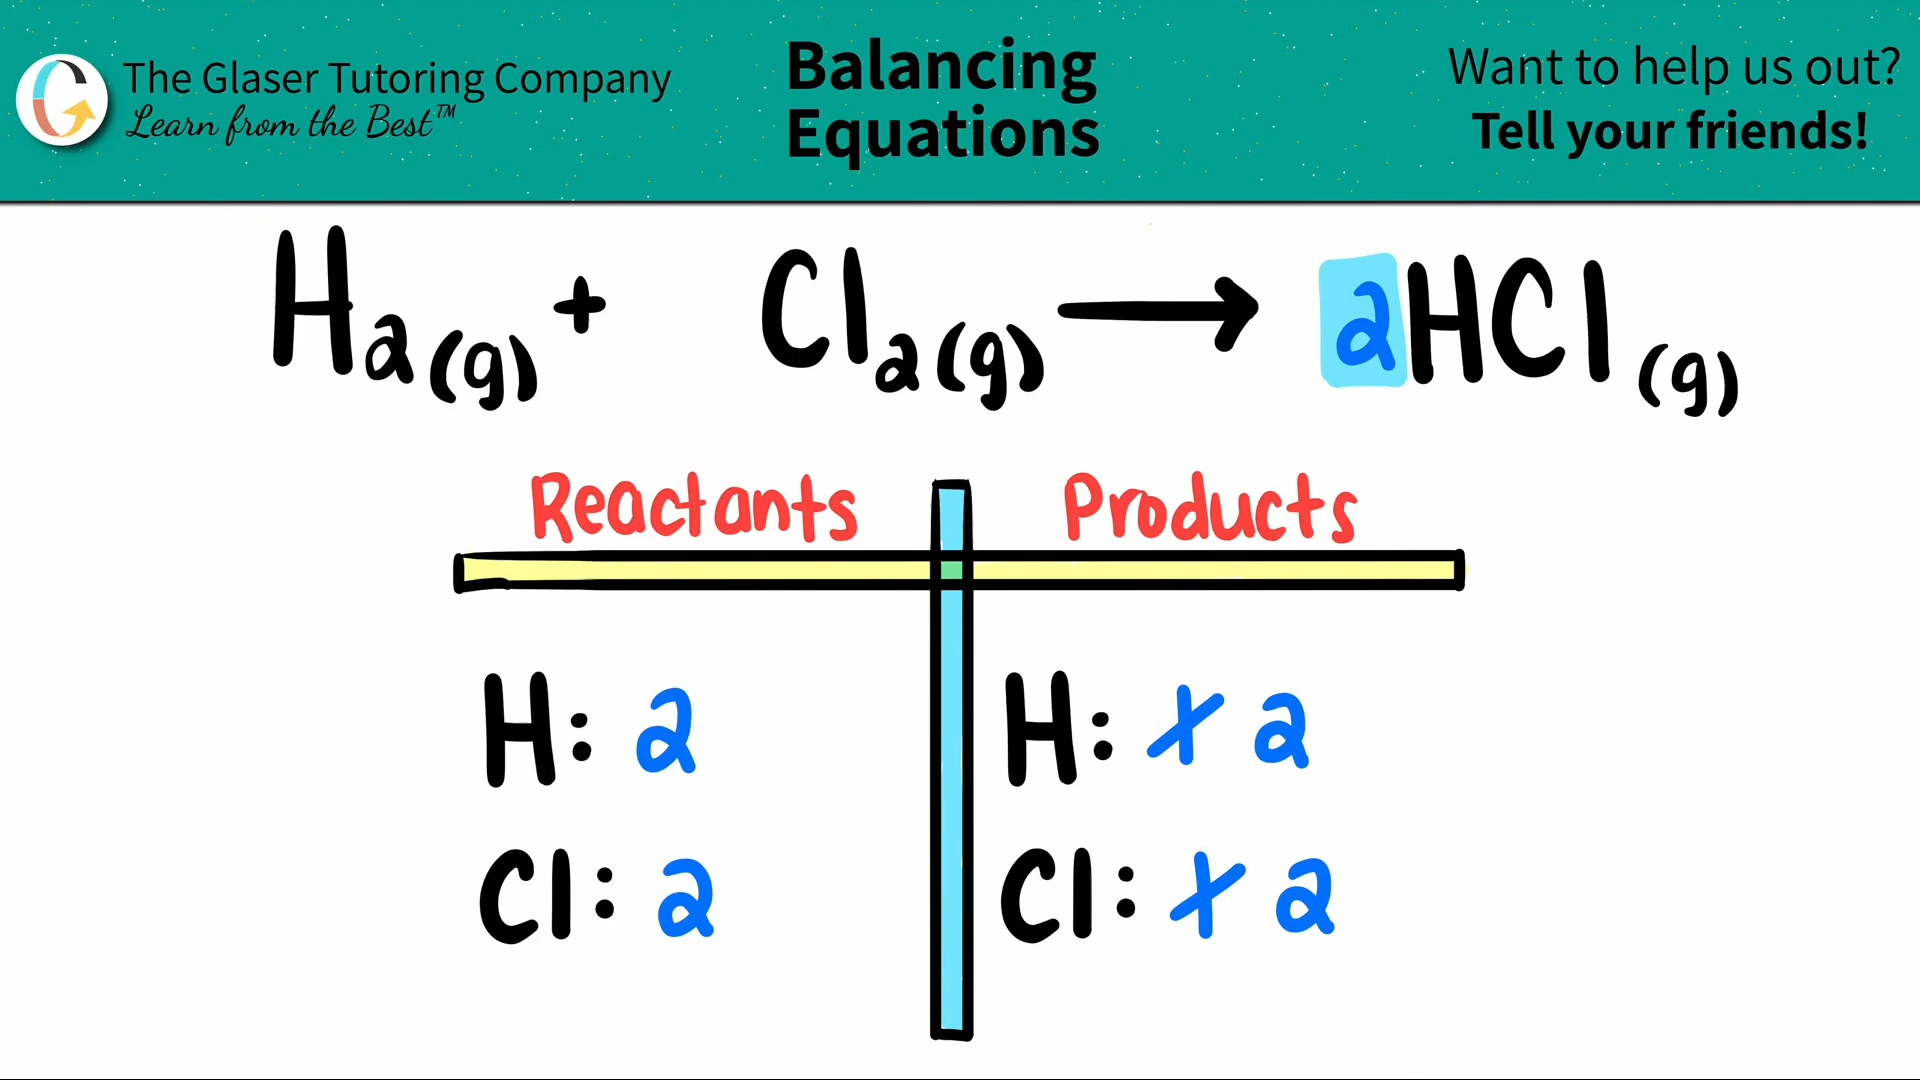 The Glaser Tutoring Company
Learn from the Best™
Balancing
Equations
Want to help us out?
Tell your friends!
H₂(g) + Cl₂(g) → 2HCl(g)
Reactants Products
H: 2 H: 1 2
Cl: 2 Cl: 1 2